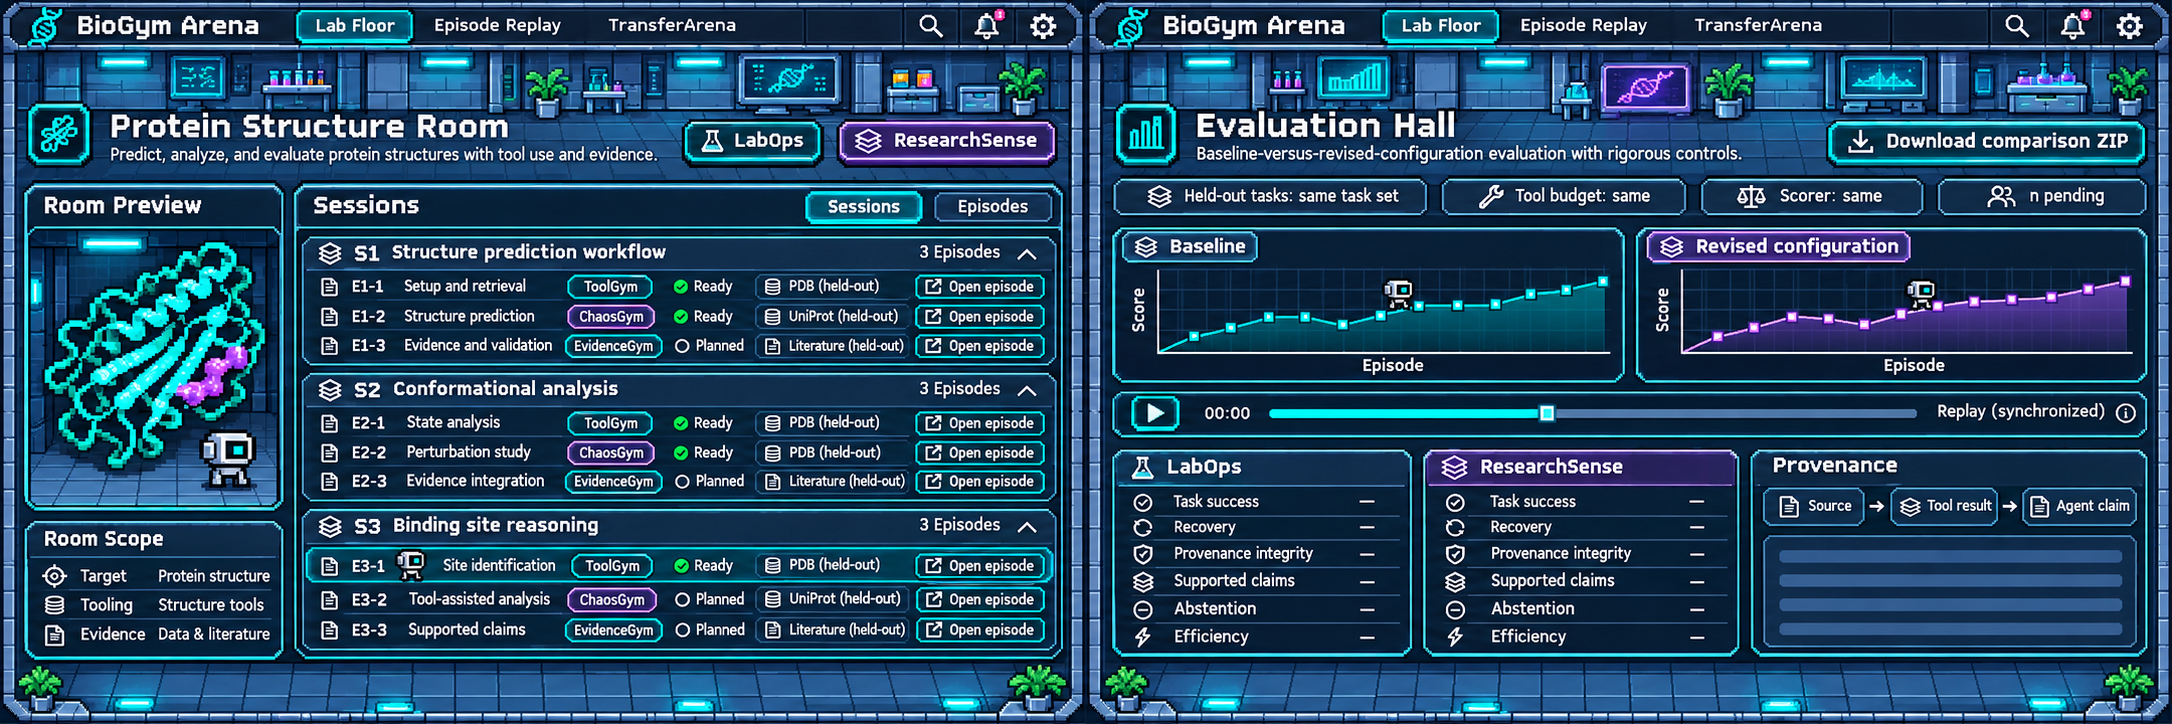 BioGym Arena
Lab Floor
Episode Replay
TransferArena
Protein Structure Room
Predict, analyze, and evaluate protein structures with tool use and evidence.
LabOps
ResearchSense
Room Preview
Room Scope
Target Protein structure
Tooling Structure tools
Evidence Data & literature
Sessions
Sessions
Episodes
S1 Structure prediction workflow 3 Episodes
E1-1 Setup and retrieval ToolGym Ready PDB (held-out) Open episode
E1-2 Structure prediction ChaosGym Ready UniProt (held-out) Open episode
E1-3 Evidence and validation EvidenceGym Planned Literature (held-out) Open episode
S2 Conformational analysis 3 Episodes
E2-1 State analysis ToolGym Ready PDB (held-out) Open episode
E2-2 Perturbation study ChaosGym Ready PDB (held-out) Open episode
E2-3 Evidence integration EvidenceGym Planned Literature (held-out) Open episode
S3 Binding site reasoning 3 Episodes
E3-1 Site identification ToolGym Ready PDB (held-out) Open episode
E3-2 Tool-assisted analysis ChaosGym Planned UniProt (held-out) Open episode
E3-3 Supported claims EvidenceGym Planned Literature (held-out) Open episode
BioGym Arena
Lab Floor
Episode Replay
TransferArena
Evaluation Hall
Baseline-versus-revised-configuration evaluation with rigorous controls.
Download comparison ZIP
Held-out tasks: same task set
Tool budget: same
Scorer: same
n pending
Baseline
Score
Episode
Revised configuration
Score
Episode
00:00
Replay (synchronized)
LabOps
Task success —
Recovery —
Provenance integrity —
Supported claims —
Abstention —
Efficiency —
ResearchSense
Task success —
Recovery —
Provenance integrity —
Supported claims —
Abstention —
Efficiency —
Provenance
Source → Tool result → Agent claim